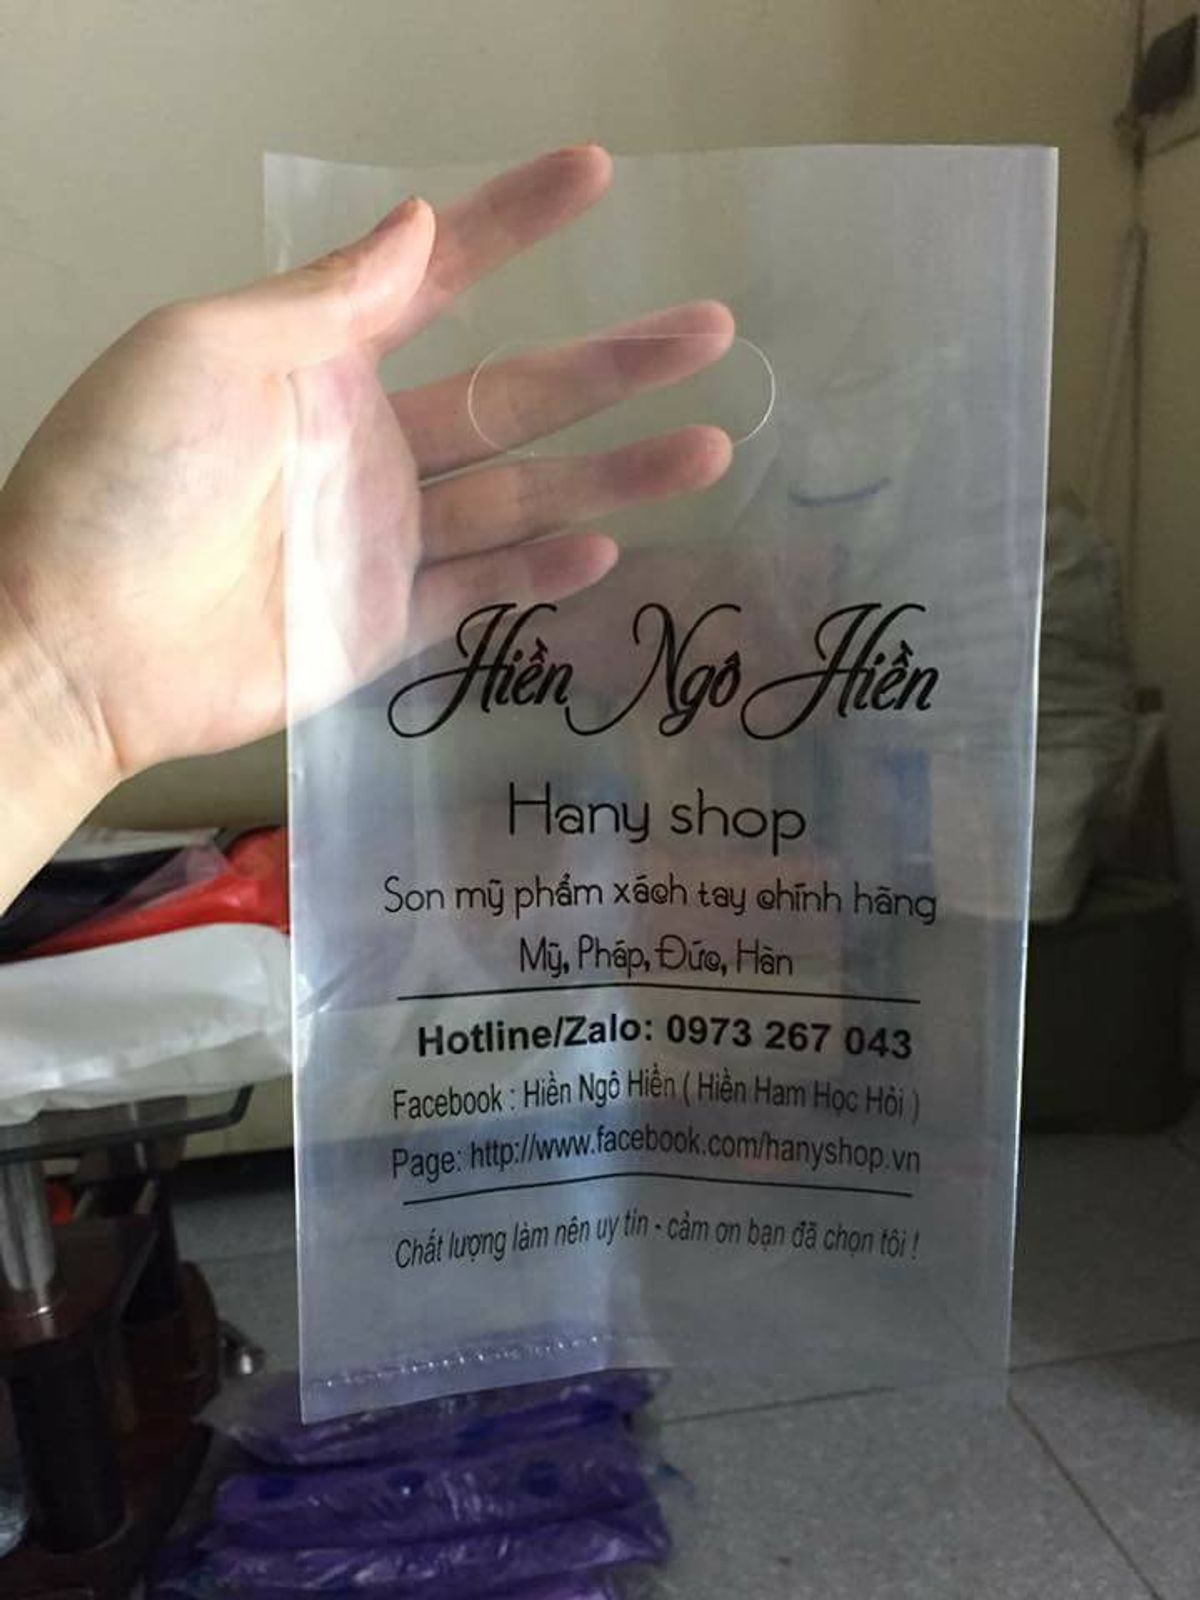 Hiền Ngô Hiền
Hany shop
Son mỹ phẩm xách tay chính hãng
Mỹ, Pháp, Đức, Hàn
Hotline/Zalo: 0973 267 043
Facebook : Hiền Ngô Hiền ( Hiền Ham Học Hỏi )
Page: http://www.facebook.com/hanyshop.vn
Chất lượng làm nên uy tin - cảm ơn bạn đã chọn tôi !